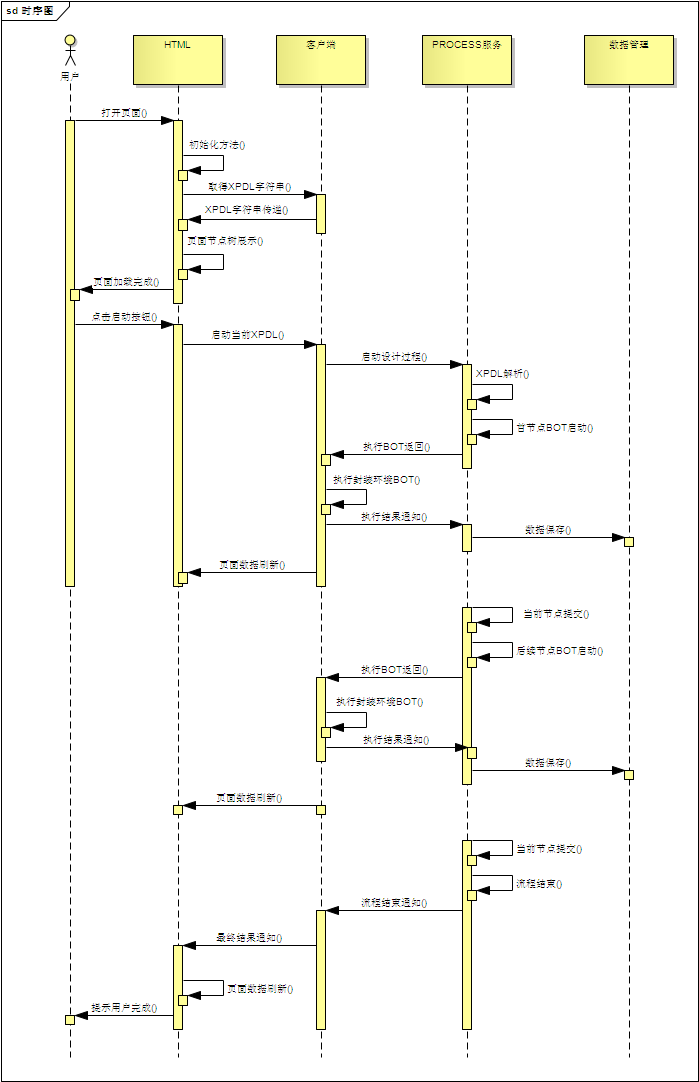 sd 时序图
用户
HTML
客户端
PROCESS服务
数据管理
打开页面()
初始化方法()
取得XPDL字符串()
XPDL字符串传递()
页面节点树展示()
页面加载完成()
点击启动按钮()
启动当前XPDL()
启动设计过程()
XPDL解析()
首节点BOT启动()
执行BOT返回()
执行封装环境BOT()
执行结果通知()
数据保存()
页面数据刷新()
当前节点提交()
后续节点BOT启动()
执行BOT返回()
执行封装环境BOT()
执行结果通知()
数据保存()
页面数据刷新()
当前节点提交()
流程结束()
流程结束通知()
最终结果通知()
页面数据刷新()
提示用户完成()